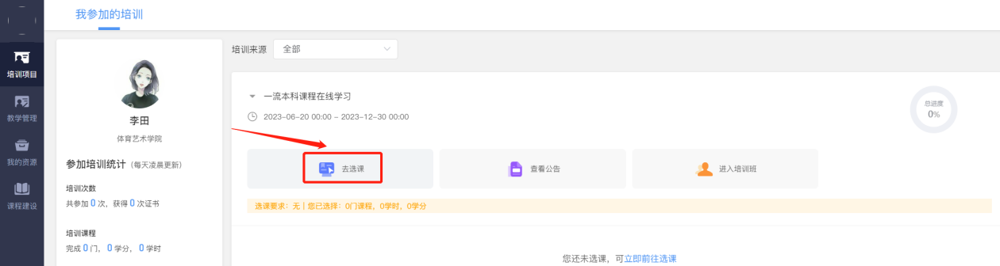 我参加的培训
培训项目
教学管理
我的资源
课程建设
李田
体育艺术学院
参加培训统计（每天凌晨更新）
培训次数
共参加 0 次，获得 0 次证书
培训课程
完成 0 门， 0 学分， 0 学时
培训来源 全部
一流本科课程在线学习
2023-06-20 00:00 - 2023-12-30 00:00
总进度
0%
去选课
查看公告
进入培训班
选课要求：无 | 您已选择：0门课程，0学时，0学分
您还未选课，可立即前往选课